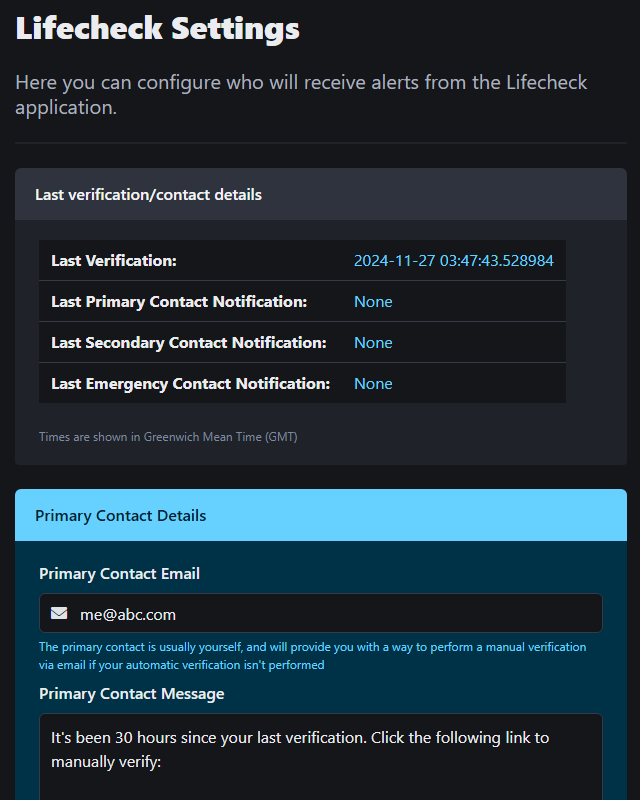 Lifecheck Settings
Here you can configure who will receive alerts from the Lifecheck
application.
Last verification/contact details
Last Verification: 2024-11-27 03:47:43.528984
Last Primary Contact Notification: None
Last Secondary Contact Notification: None
Last Emergency Contact Notification: None
Times are shown in Greenwich Mean Time (GMT)
Primary Contact Details
Primary Contact Email
me@abc.com
The primary contact is usually yourself, and will provide you with a way to perform a manual verification
via email if your automatic verification isn't performed
Primary Contact Message
It's been 30 hours since your last verification. Click the following link to
manually verify: